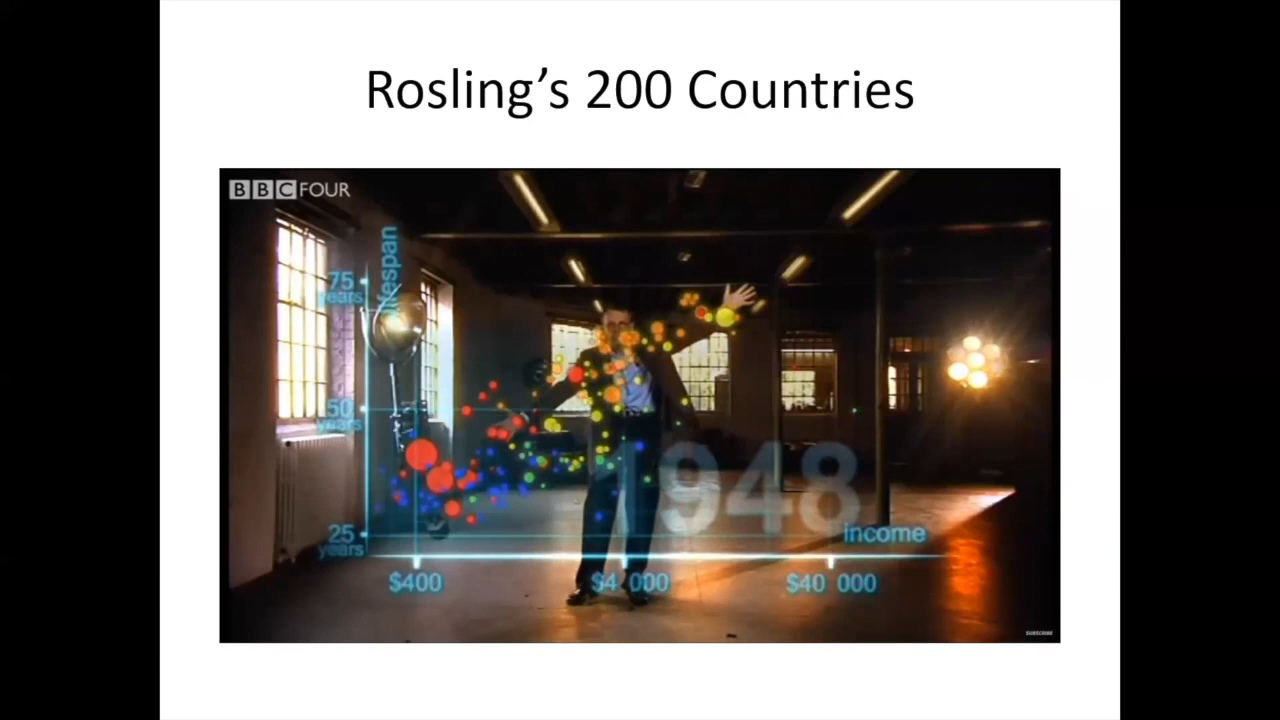 Rosling's 200 Countries
BBC FOUR
lifespan
75
years
50
years
25
years
1948
income
$400
$4 000
$40 000
SUBSCRIBE